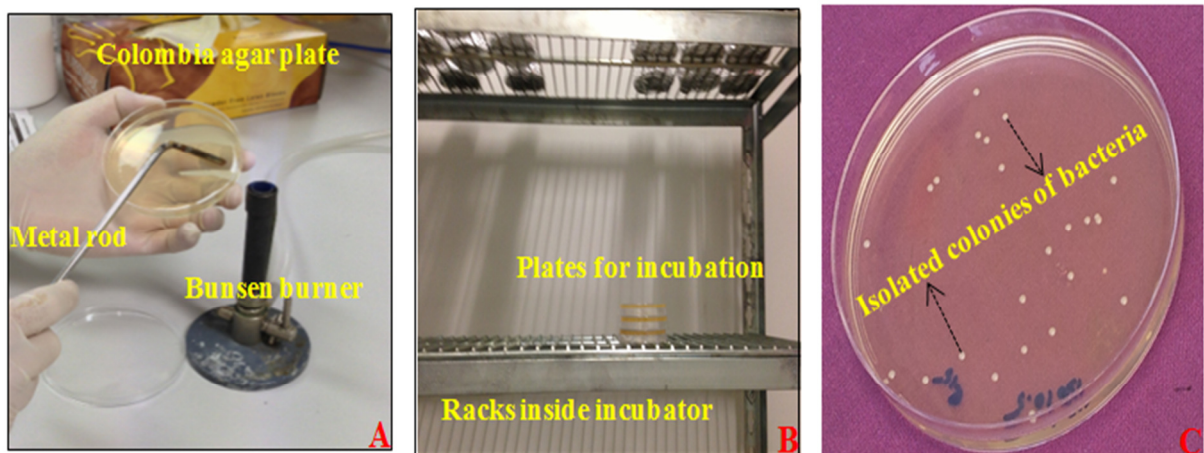 Colombia agar plate
Metal rod
Bunsen burner
A
Plates for incubation
Racks inside incubator
B
Isolated colonies of bacteria
C